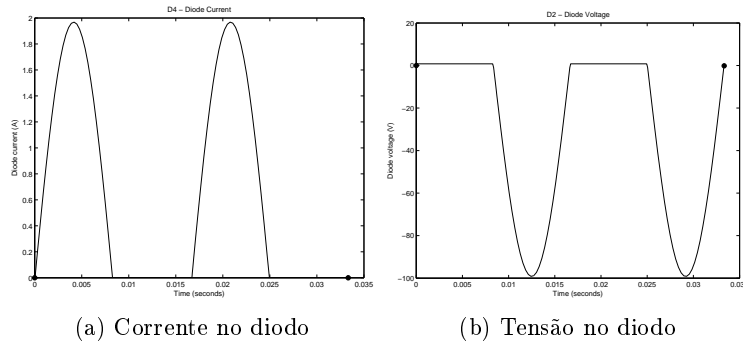 D4 – Diode Current
2
1.8
1.6
1.4
1.2
1
0.8
0.6
0.4
0.2
0
Diode current (A)
0 0.005 0.01 0.015 0.02 0.025 0.03 0.035
Time (seconds)
(a) Corrente no diodo
D2 – Diode Voltage
20
0
−20
−40
−60
−80
−100
Diode voltage (V)
0 0.005 0.01 0.015 0.02 0.025 0.03 0.035
Time (seconds)
(b) Tensão no diodo